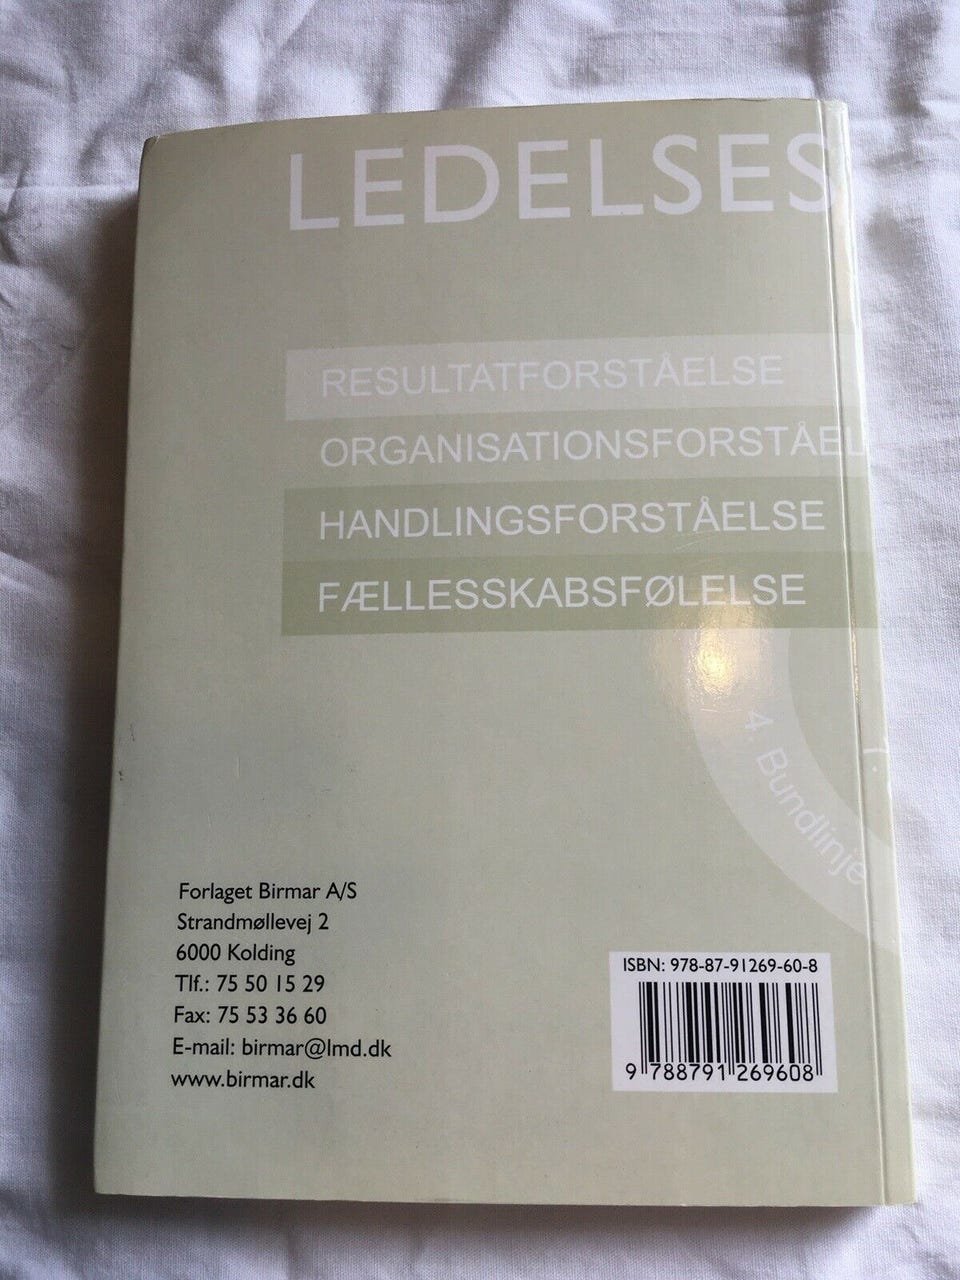 LEDELSES
RESULTATFORSTÅELSE
ORGANISATIONSFORSTÅEL
HANDLINGSFORSTÅELSE
FÆLLESSKABSFØLELSE
4. Bundlinje
Forlaget Birmar A/S
Strandmøllevej 2
6000 Kolding
Tlf.: 75 50 15 29
Fax: 75 53 36 60
E-mail: birmar@lmd.dk
www.birmar.dk
ISBN: 978-87-91269-60-8
9 788791 269608